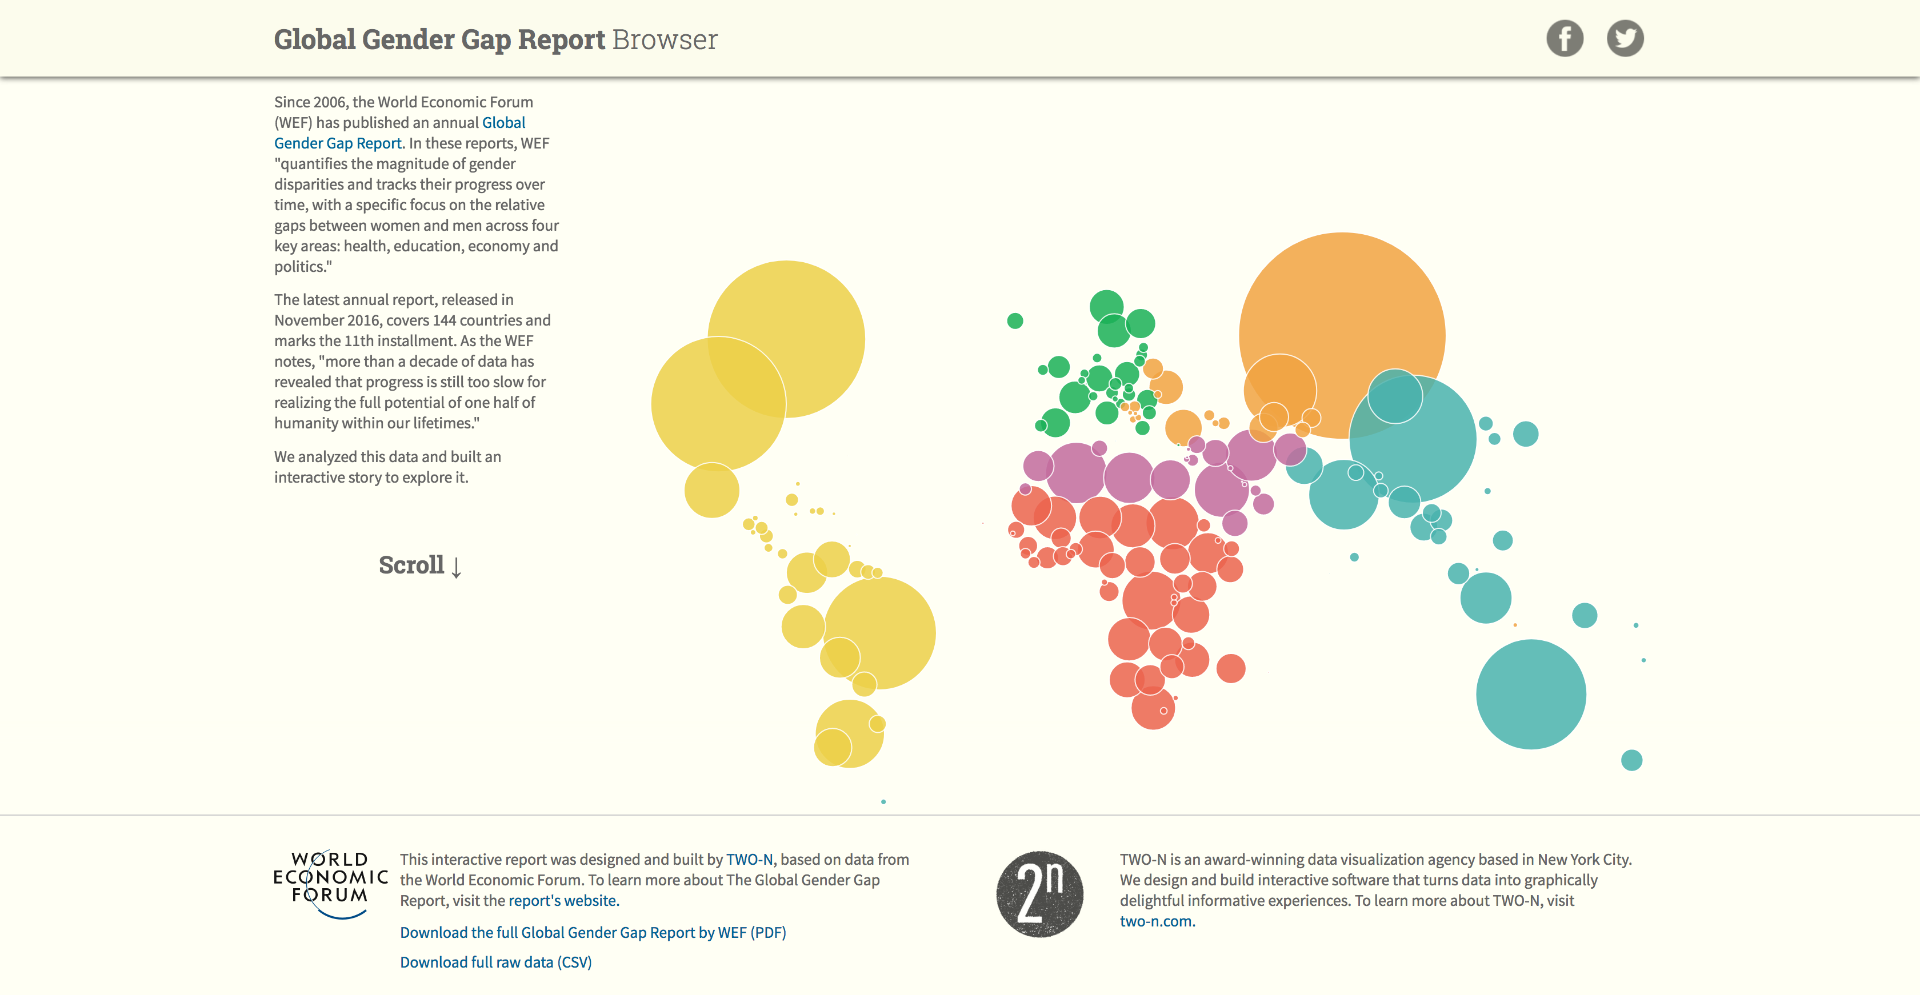 Global Gender Gap Report Browser
Since 2006, the World Economic Forum
(WEF) has published an annual Global
Gender Gap Report. In these reports, WEF
"quantifies the magnitude of gender
disparities and tracks their progress over
time, with a specific focus on the relative
gaps between women and men across four
key areas: health, education, economy and
politics."
The latest annual report, released in
November 2016, covers 144 countries and
marks the 11th installment. As the WEF
notes, "more than a decade of data has
revealed that progress is still too slow for
realizing the full potential of one half of
humanity within our lifetimes."
We analyzed this data and built an
interactive story to explore it.
Scroll ↓
WORLD
ECONOMIC
FORUM
This interactive report was designed and built by TWO-N, based on data from
the World Economic Forum. To learn more about The Global Gender Gap
Report, visit the report's website.
Download the full Global Gender Gap Report by WEF (PDF)
Download full raw data (CSV)
2n
TWO-N is an award-winning data visualization agency based in New York City.
We design and build interactive software that turns data into graphically
delightful informative experiences. To learn more about TWO-N, visit
two-n.com.